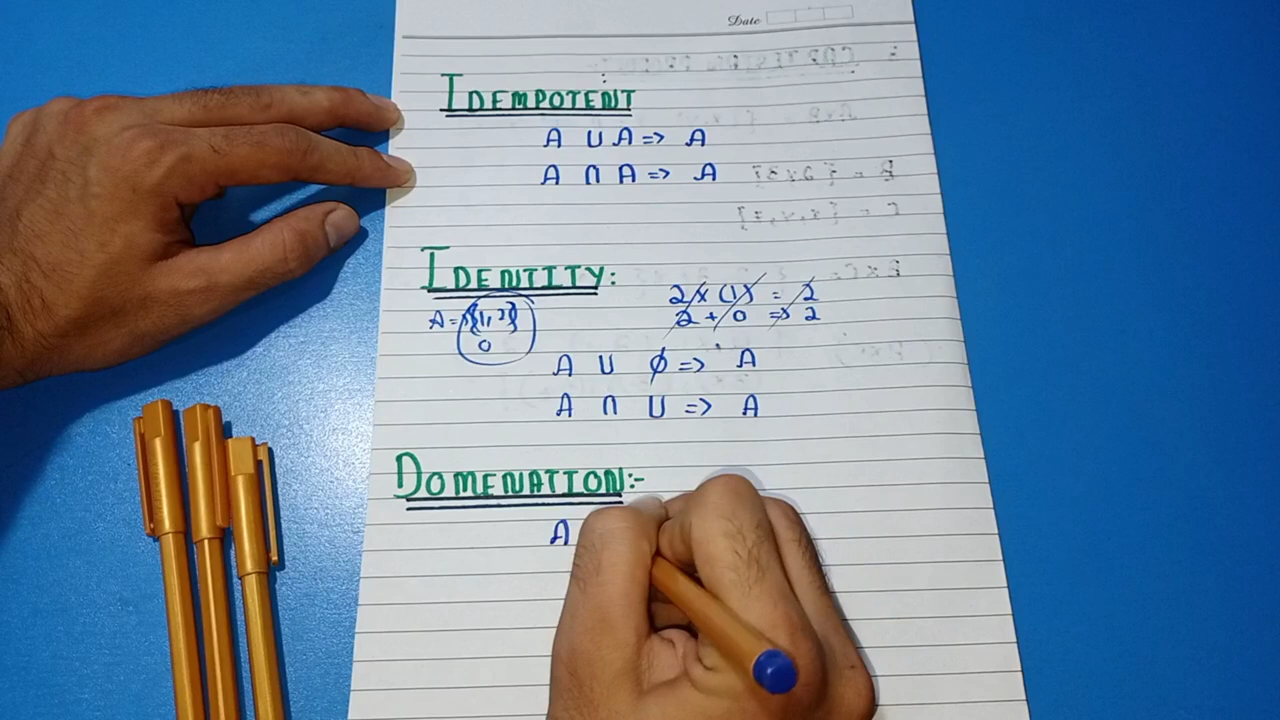 Date
IDEMPOTENT
A U A => A
A ∩ A => A
IDENTITY:
2 x (1) = 2
A = {1, 2}
2 + 0 => 2
0
A U ϕ => A
A ∩ U => A
DOMENATION:-
A